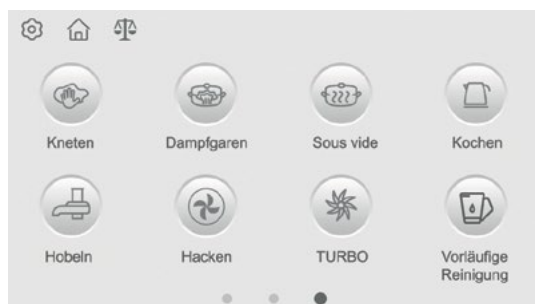 Kneten
Dampfgaren
Sous vide
Kochen
Hobeln
Hacken
TURBO
Vorläufige
Reinigung